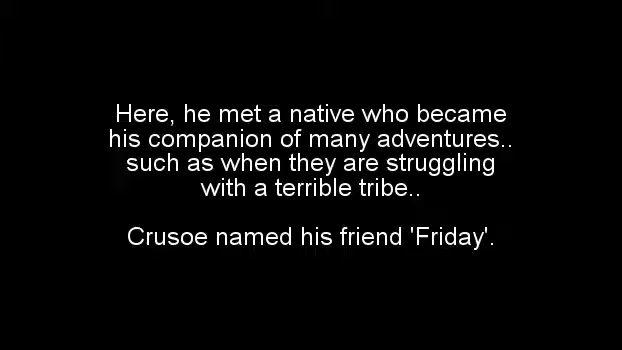 Here, he met a native who became
his companion of many adventures..
such as when they are struggling
with a terrible tribe..
Crusoe named his friend 'Friday'.